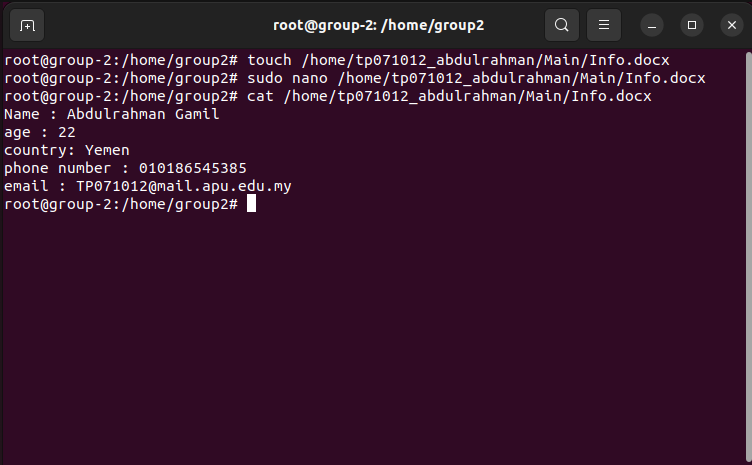 root@group-2: /home/group2
root@group-2:/home/group2# touch /home/tp071012_abdulrahman/Main/Info.docx
root@group-2:/home/group2# sudo nano /home/tp071012_abdulrahman/Main/Info.docx
root@group-2:/home/group2# cat /home/tp071012_abdulrahman/Main/Info.docx
Name : Abdulrahman Gamil
age : 22
country: Yemen
phone number : 010186545385
email : TP071012@mail.apu.edu.my
root@group-2:/home/group2#